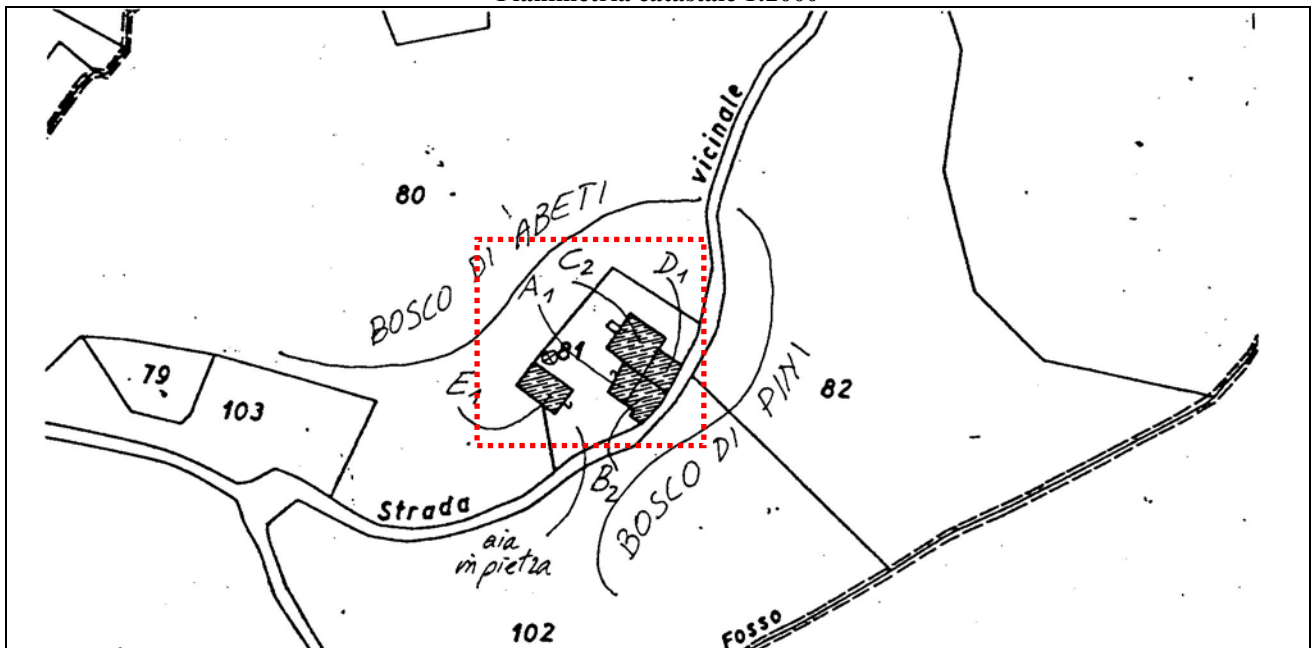 Planimetria catastale 1:2000
vicinale
80
BOSCO DI ABETI
C2
D1
A1
81
79
103
E1
82
BOSCO DI PINI
B2
Strada
aia
in pietra
102
Fosso